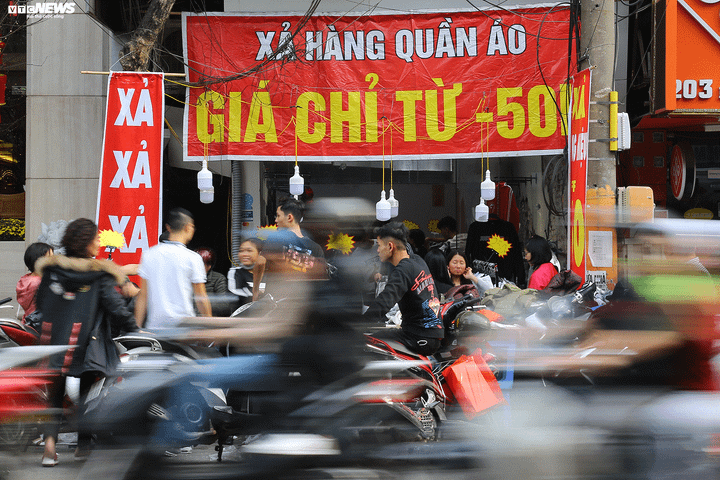 VTCNEWS
XẢ HÀNG QUẦN ÁO
GIÁ CHỈ TỪ -50
XẢ
XẢ
XẢ
203